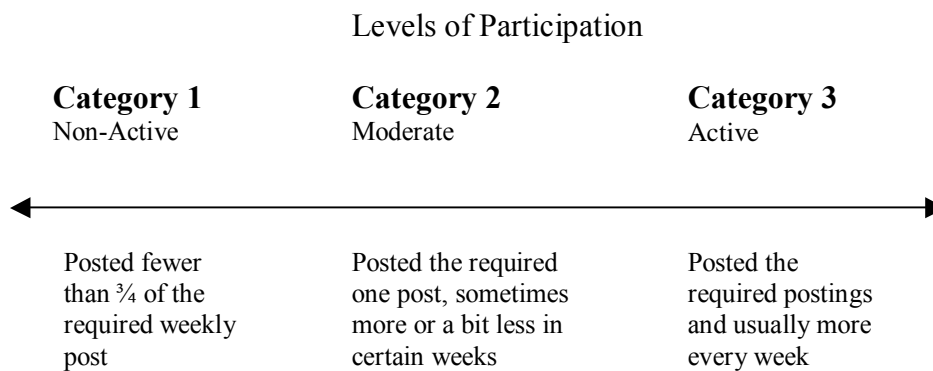 Levels of Participation
Category 1
Non-Active
Category 2
Moderate
Category 3
Active
Posted fewer
than ¾ of the
required weekly
post
Posted the required
one post, sometimes
more or a bit less in
certain weeks
Posted the
required postings
and usually more
every week